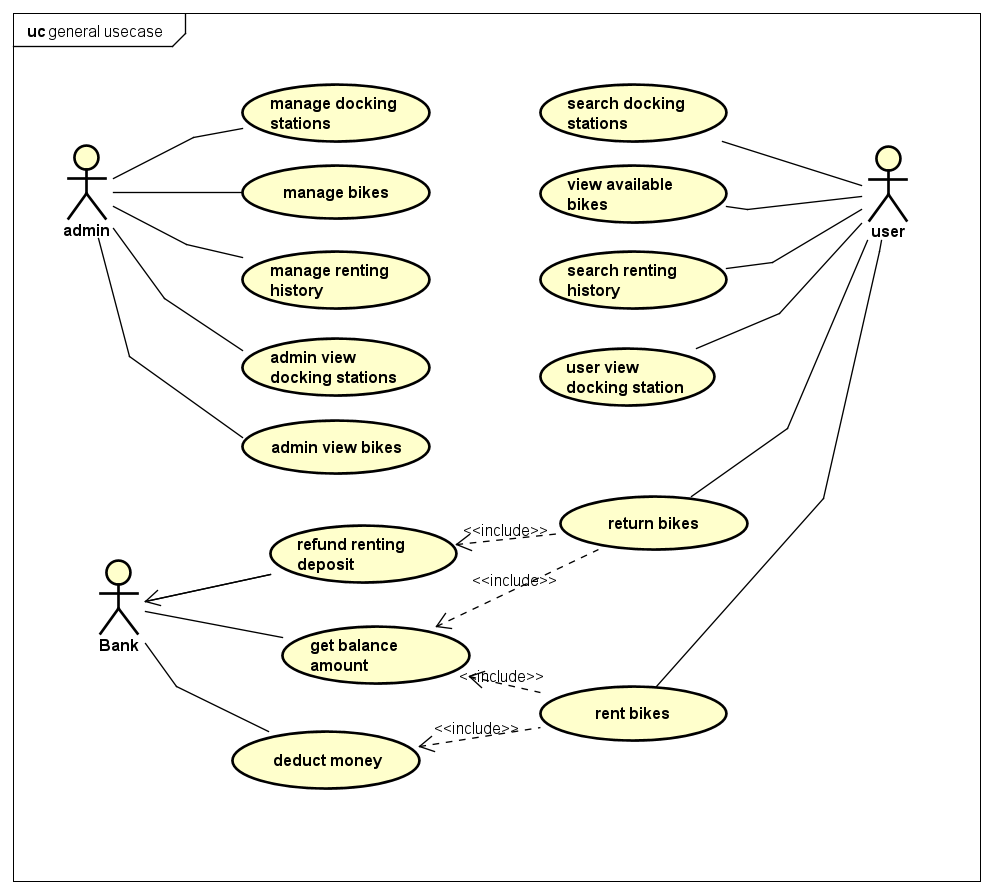 uc general usecase
manage docking
stations
search docking
stations
manage bikes
view available
bikes
admin
user
manage renting
history
search renting
history
admin view
docking stations
user view
docking station
admin view bikes
return bikes
<<include>>
refund renting
deposit
<<include>>
Bank
get balance
amount
<<include>>
rent bikes
<<include>>
deduct money